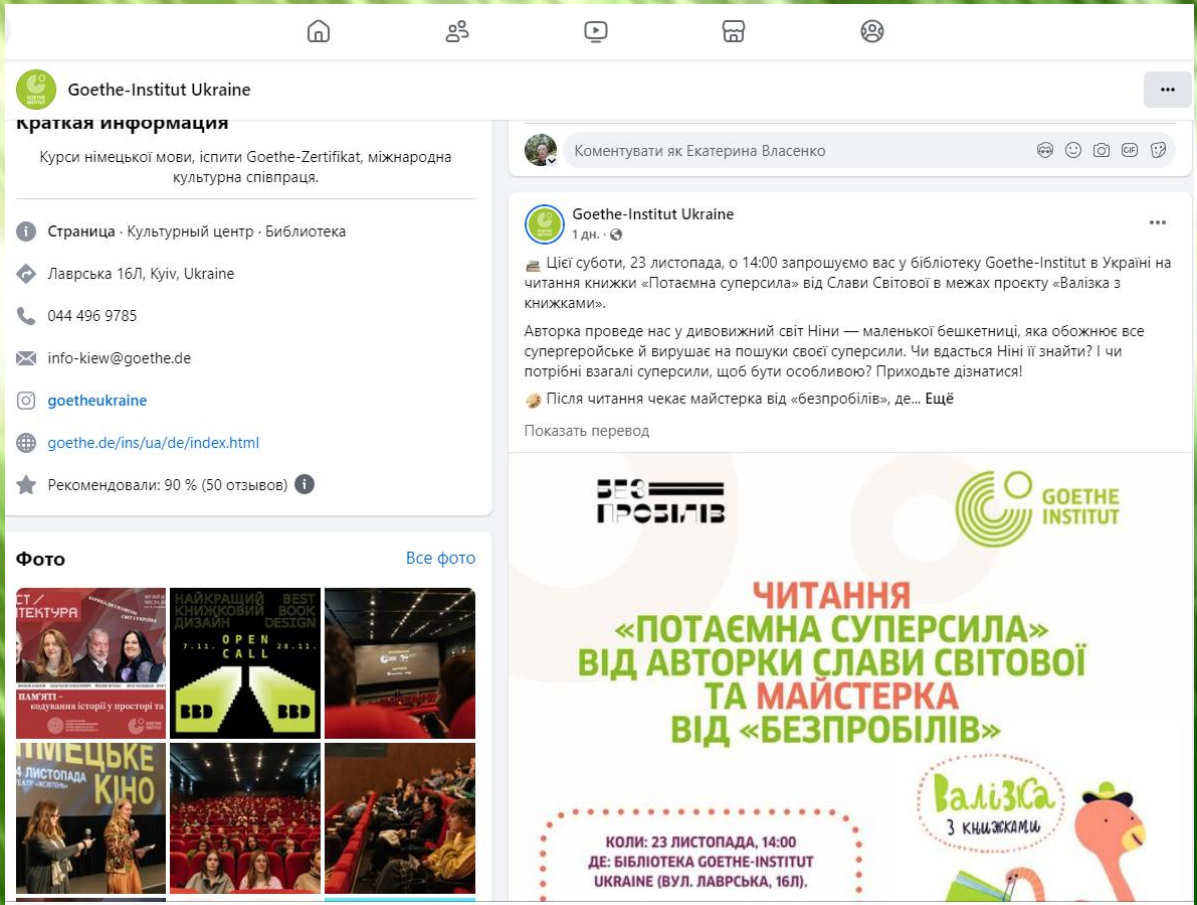 Goethe-Institut Ukraine
Краткая информация
Курси німецької мови, іспити Goethe-Zertifikat, міжнародна
культурна співпраця.
Страница · Культурный центр · Библиотека
Лаврська 16Л, Kyiv, Ukraine
044 496 9785
info-kiew@goethe.de
goetheukraine
goethe.de/ins/ua/de/index.html
Рекомендовали: 90 % (50 отзывов)
Фото
Все фото
ПАМ'ЯТІ –
кодування історії у просторі та
НАЙКРАЩИЙ BEST
КНИЖКОВИЙ BOOK
ДИЗАЙН DESIGN
OPEN
7.11. CALL 28.11.
BBD BBD
НІМЕЦЬКЕ
ЛИСТОПАДА
КІНО
Коментувати як Екатерина Власенко
GIF
Goethe-Institut Ukraine
1 дн. ·
Цієї суботи, 23 листопада, о 14:00 запрошуємо вас у бібліотеку Goethe-Institut в Україні на
читання книжки «Потаємна суперсила» від Слави Світової в межах проєкту «Валізка з
книжками».
Авторка проведе нас у дивовижний світ Ніни — маленької бешкетниці, яка обожнює все
супергеройське й вирушає на пошуки своєї суперсили. Чи вдасться Ніні її знайти? І чи
потрібні взагалі суперсили, щоб бути особливою? Приходьте дізнатися!
Після читання чекає майстерка від «безпробілів», де... Ещё
Показать перевод
БЕЗ
ПРОБІЛІВ
GOETHE
INSTITUT
ЧИТАННЯ
«ПОТАЄМНА СУПЕРСИЛА»
ВІД АВТОРКИ СЛАВИ СВІТОВОЇ
ТА МАЙСТЕРКА
ВІД «БЕЗПРОБІЛІВ»
Валізка
З КНИЖКАМИ
КОЛИ: 23 ЛИСТОПАДА, 14:00
ДЕ: БІБЛІОТЕКА GOETHE-INSTITUT
UKRAINE (ВУЛ. ЛАВРСЬКА, 16Л).